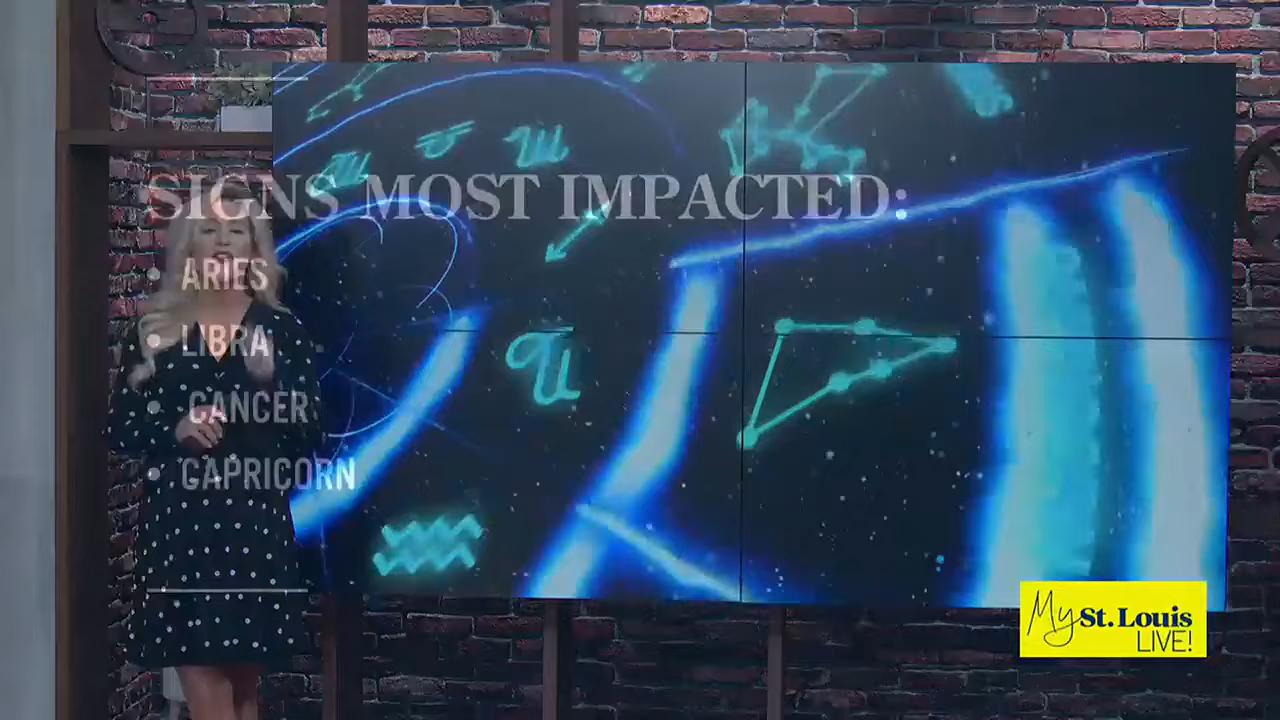 SIGNS MOST IMPACTED:
• ARIES
• LIBRA
• CANCER
• CAPRICORN
My St. Louis
LIVE!